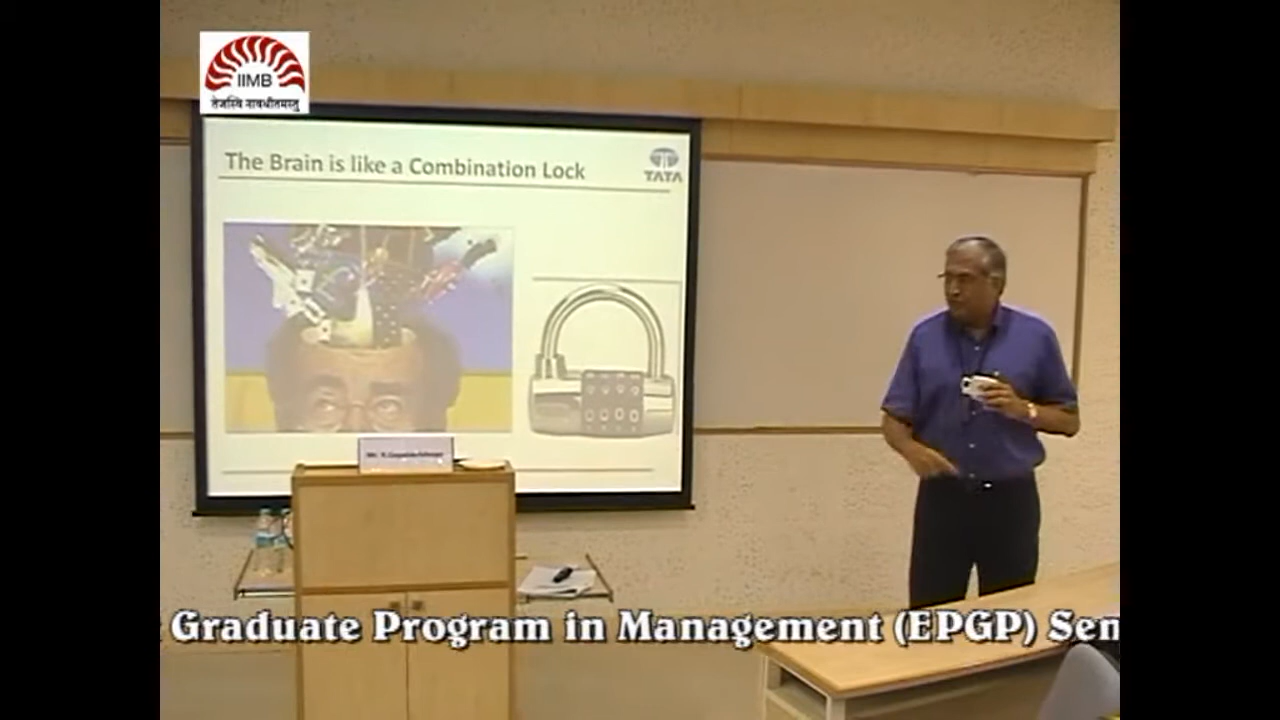 IIMB
तेजस्वि नावधीतमस्तु
The Brain is like a Combination Lock
TATA
Graduate Program in Management (EPGP) Sem